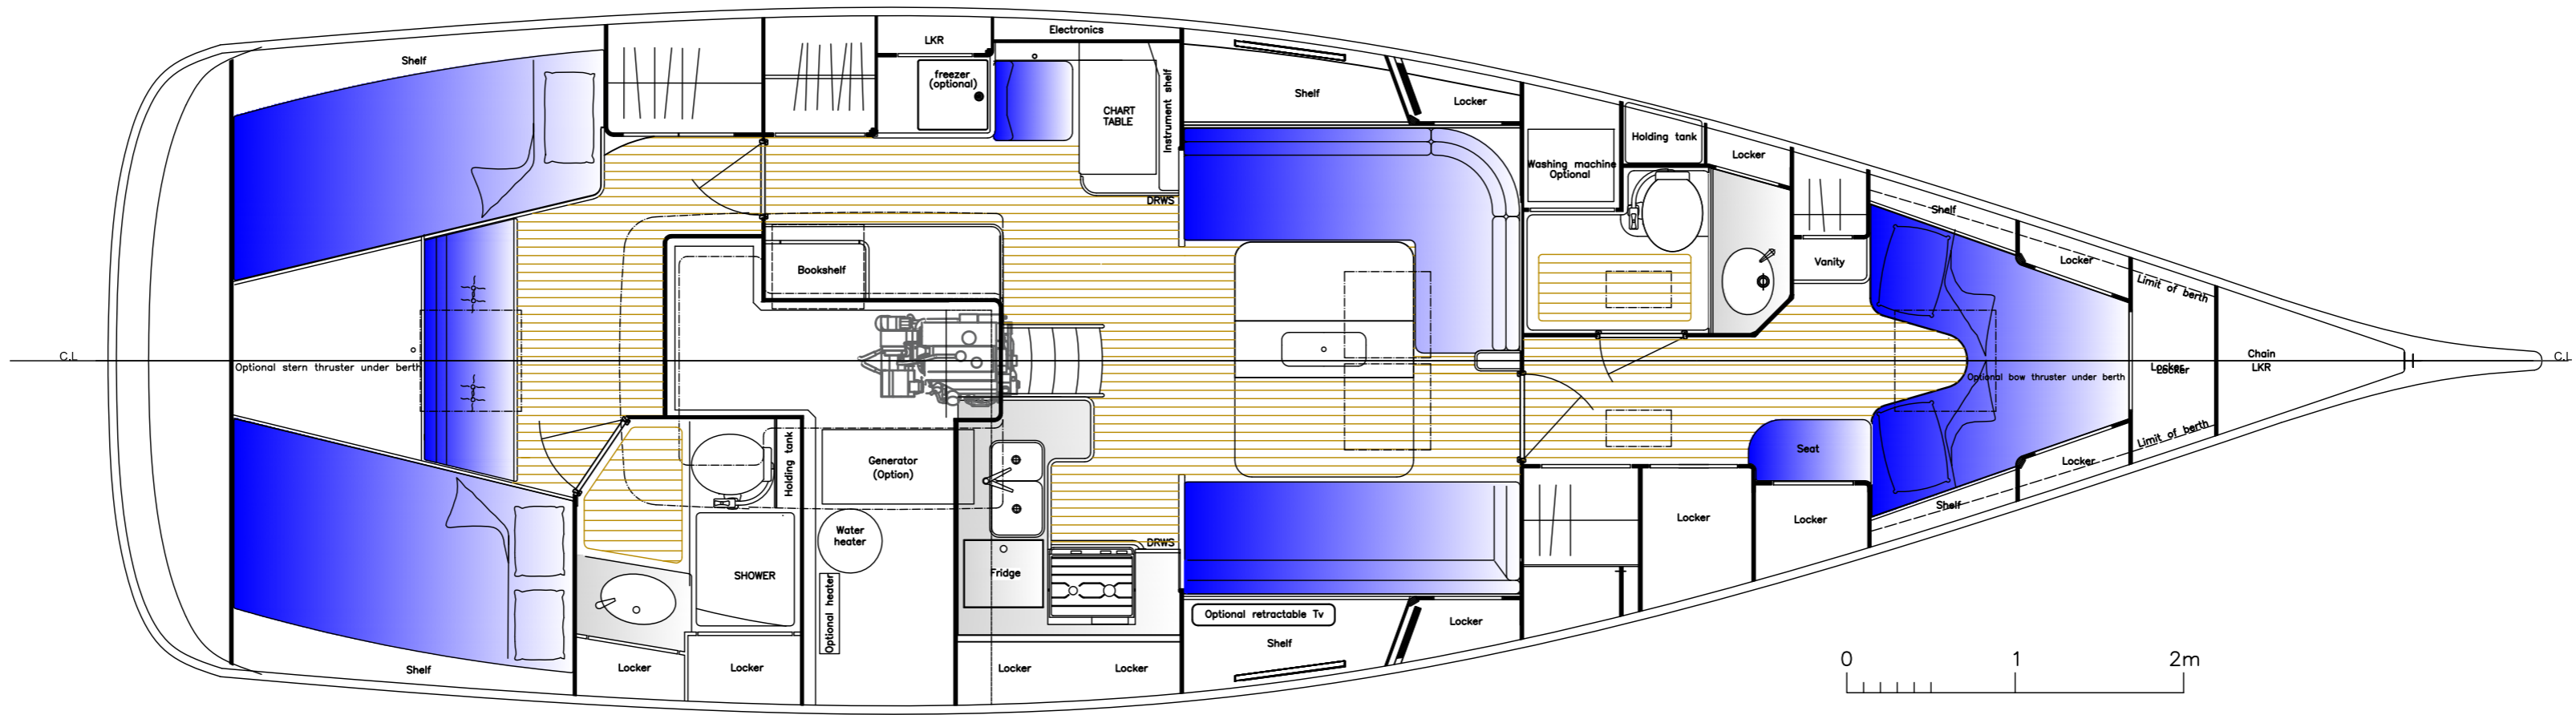 Electronics
LKR
Shelf
freezer
(optional)
CHART
TABLE
Instrument shelf
Shelf
Locker
Holding tank
Locker
Washing machine
Optional
DRWS
Shelf
Bookshelf
Vanity
Locker
Limit of berth
C.L
Optional stern thruster under berth
Chain
LKR
C.L
Locker
Locker
Optional bow thruster under berth
Limit of berth
Seat
Holding tank
Generator
(Option)
Locker
Shelf
Locker
Locker
Water
heater
DRWS
Fridge
SHOWER
Optional heater
Optional retractable Tv
Locker
Shelf
Shelf
Locker
Locker
Locker
Locker
0 1 2m